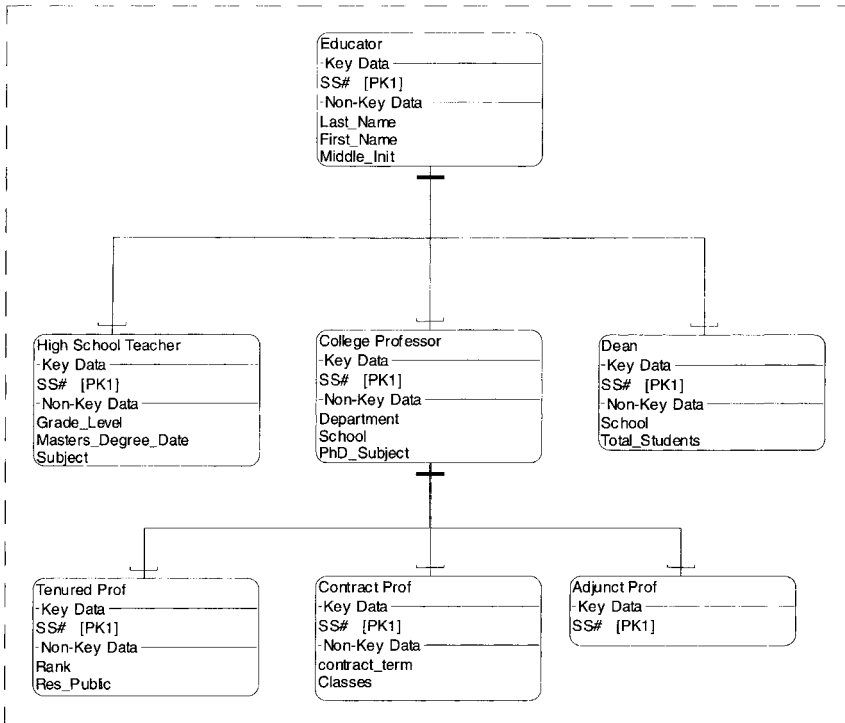 Educator
-Key Data
SS# [PK1]
-Non-Key Data
Last_Name
First_Name
Middle_Init
High School Teacher
-Key Data
SS# [PK1]
-Non-Key Data
Grade_Level
Masters_Degree_Date
Subject
College Professor
-Key Data
SS# [PK1]
-Non-Key Data
Department
School
PhD_Subject
Dean
-Key Data
SS# [PK1]
-Non-Key Data
School
Total_Students
Tenured Prof
-Key Data
SS# [PK1]
-Non-Key Data
Rank
Res_Public
Contract Prof
-Key Data
SS# [PK1]
-Non-Key Data
contract_term
Classes
Adjunct Prof
-Key Data
SS# [PK1]